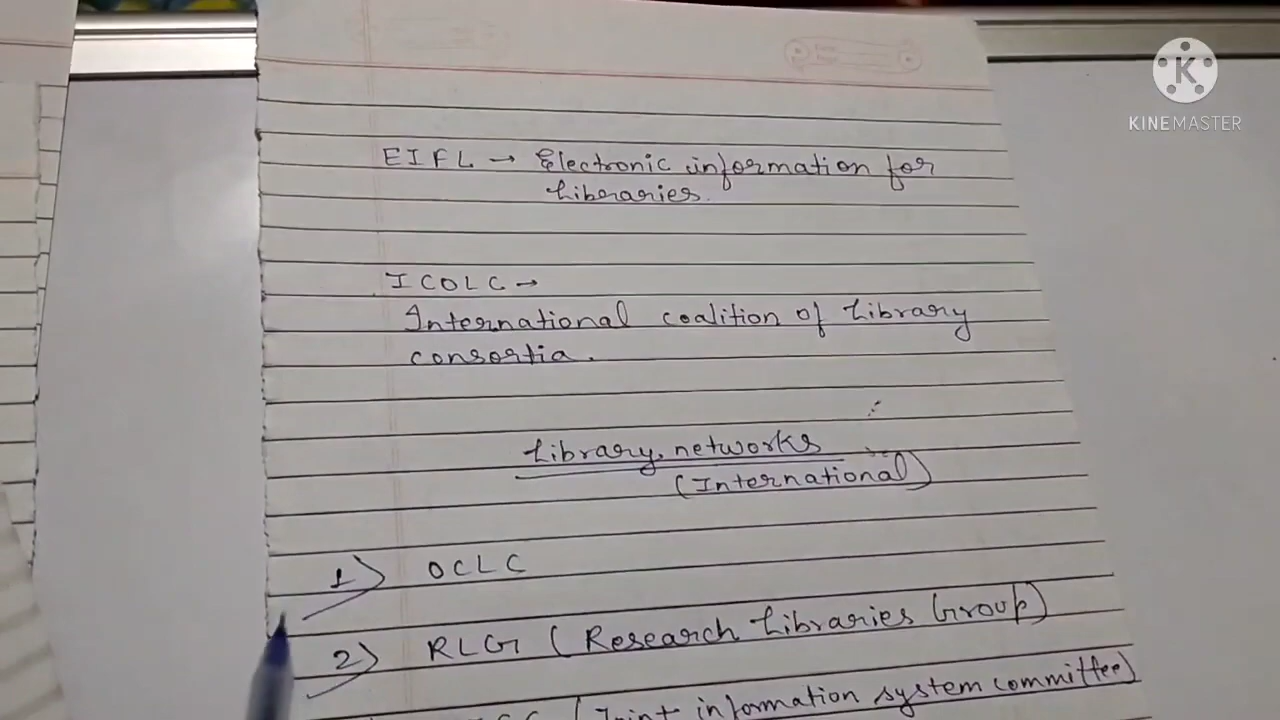 K
KINEMASTER
EIFL → Electronic information for
Libraries.
ICOLC →
International coalition of Library
consortia.
Library networks
(International)
1) OCLC
2) RLG (Research Libraries Group)
(Joint information system committee)